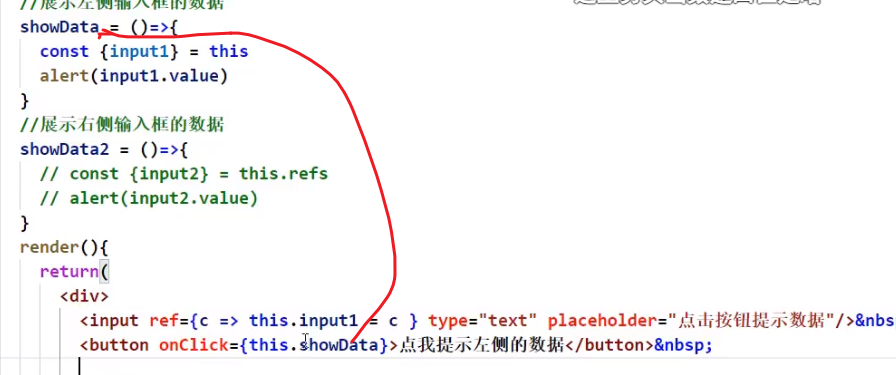 //展示左侧输入框的数据
showData = ()=>{
const {input1} = this
alert(input1.value)
}
//展示右侧输入框的数据
showData2 = ()=>{
// const {input2} = this.refs
// alert(input2.value)
}
render(){
return(
<div>
<input ref={c => this.input1 = c } type="text" placeholder="点击按钮提示数据"/>&nbs
<button onClick={this.showData}>点我提示左侧的数据</button>&nbsp;